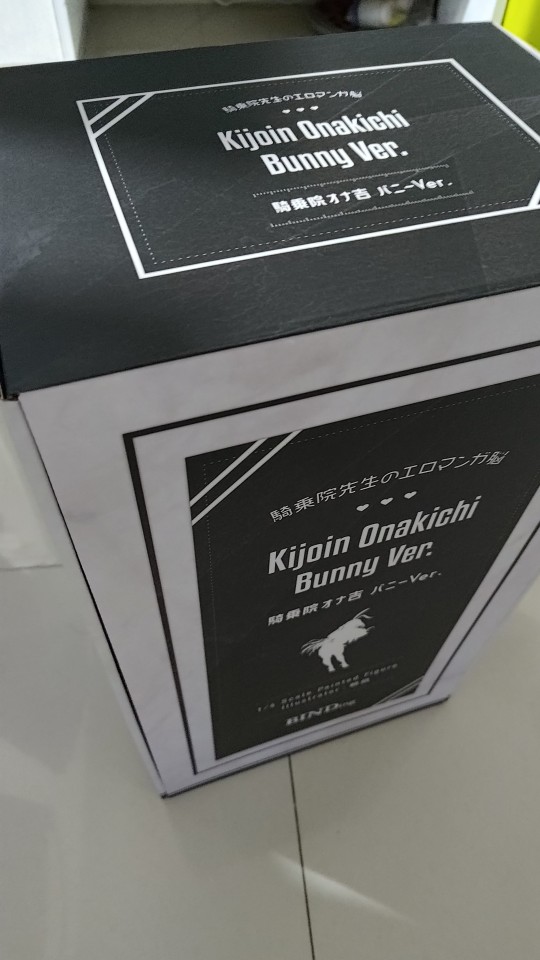 騎乗院先生のエロマンガ脳
Kijoin Onakichi
Bunny Ver.
騎乗院オナ吉 バニーVer.
騎乗院先生のエロマンガ脳
Kijoin Onakichi
Bunny Ver.
騎乗院オナ吉 バニーVer.
1/4 Scale Painted Figure
Illustrator:
BINDing